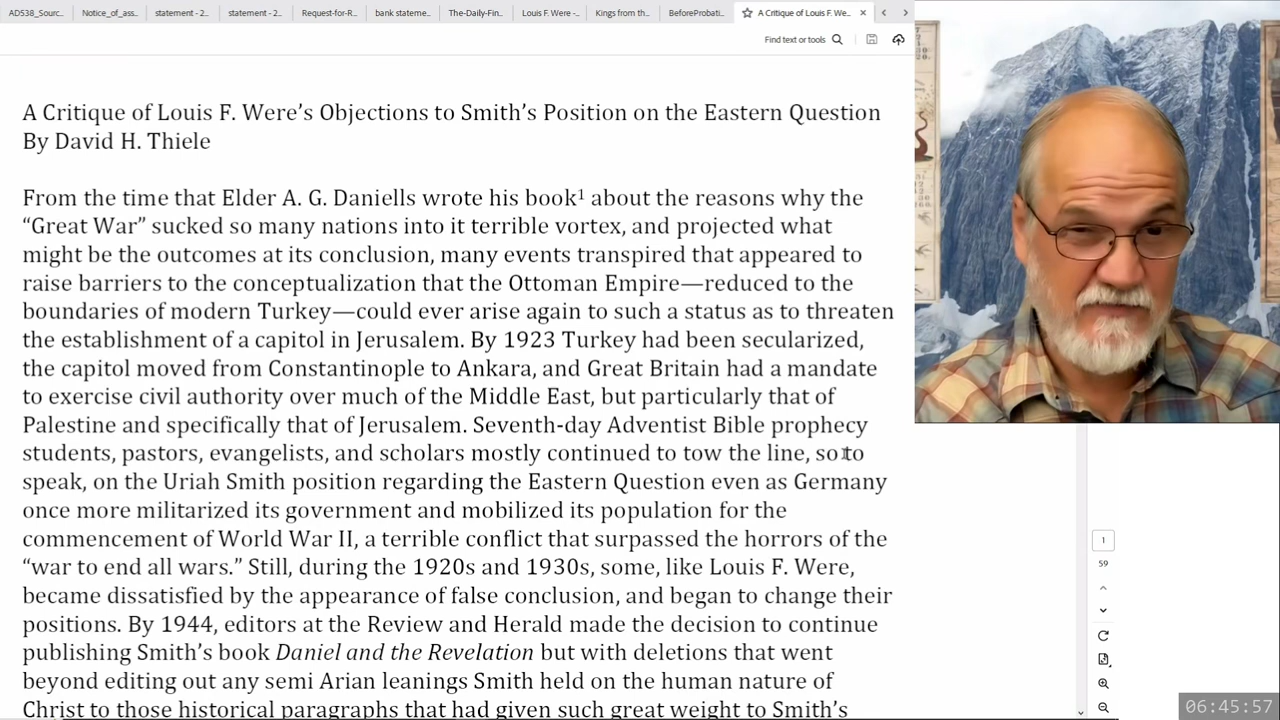 ADS38_Sourc...
Notice_of_ass...
statement - 2...
statement - 2...
Request-for-R...
bank stateme...
The-Daily-Fin...
Louis F. Were -...
Kings from th...
BeforeProbati...
A Critique of Louis F. We...
Find text or tools
A Critique of Louis F. Were’s Objections to Smith’s Position on the Eastern Question
By David H. Thiele
From the time that Elder A. G. Daniells wrote his book¹ about the reasons why the
“Great War” sucked so many nations into it terrible vortex, and projected what
might be the outcomes at its conclusion, many events transpired that appeared to
raise barriers to the conceptualization that the Ottoman Empire—reduced to the
boundaries of modern Turkey—could ever arise again to such a status as to threaten
the establishment of a capitol in Jerusalem. By 1923 Turkey had been secularized,
the capitol moved from Constantinople to Ankara, and Great Britain had a mandate
to exercise civil authority over much of the Middle East, but particularly that of
Palestine and specifically that of Jerusalem. Seventh-day Adventist Bible prophecy
students, pastors, evangelists, and scholars mostly continued to tow the line, so to
speak, on the Uriah Smith position regarding the Eastern Question even as Germany
once more militarized its government and mobilized its population for the
commencement of World War II, a terrible conflict that surpassed the horrors of the
“war to end all wars.” Still, during the 1920s and 1930s, some, like Louis F. Were,
became dissatisfied by the appearance of false conclusion, and began to change their
positions. By 1944, editors at the Review and Herald made the decision to continue
publishing Smith’s book Daniel and the Revelation but with deletions that went
beyond editing out any semi Arian leanings Smith held on the human nature of
Christ to those historical paragraphs that had given such great weight to Smith’s
1
59
06:45:57